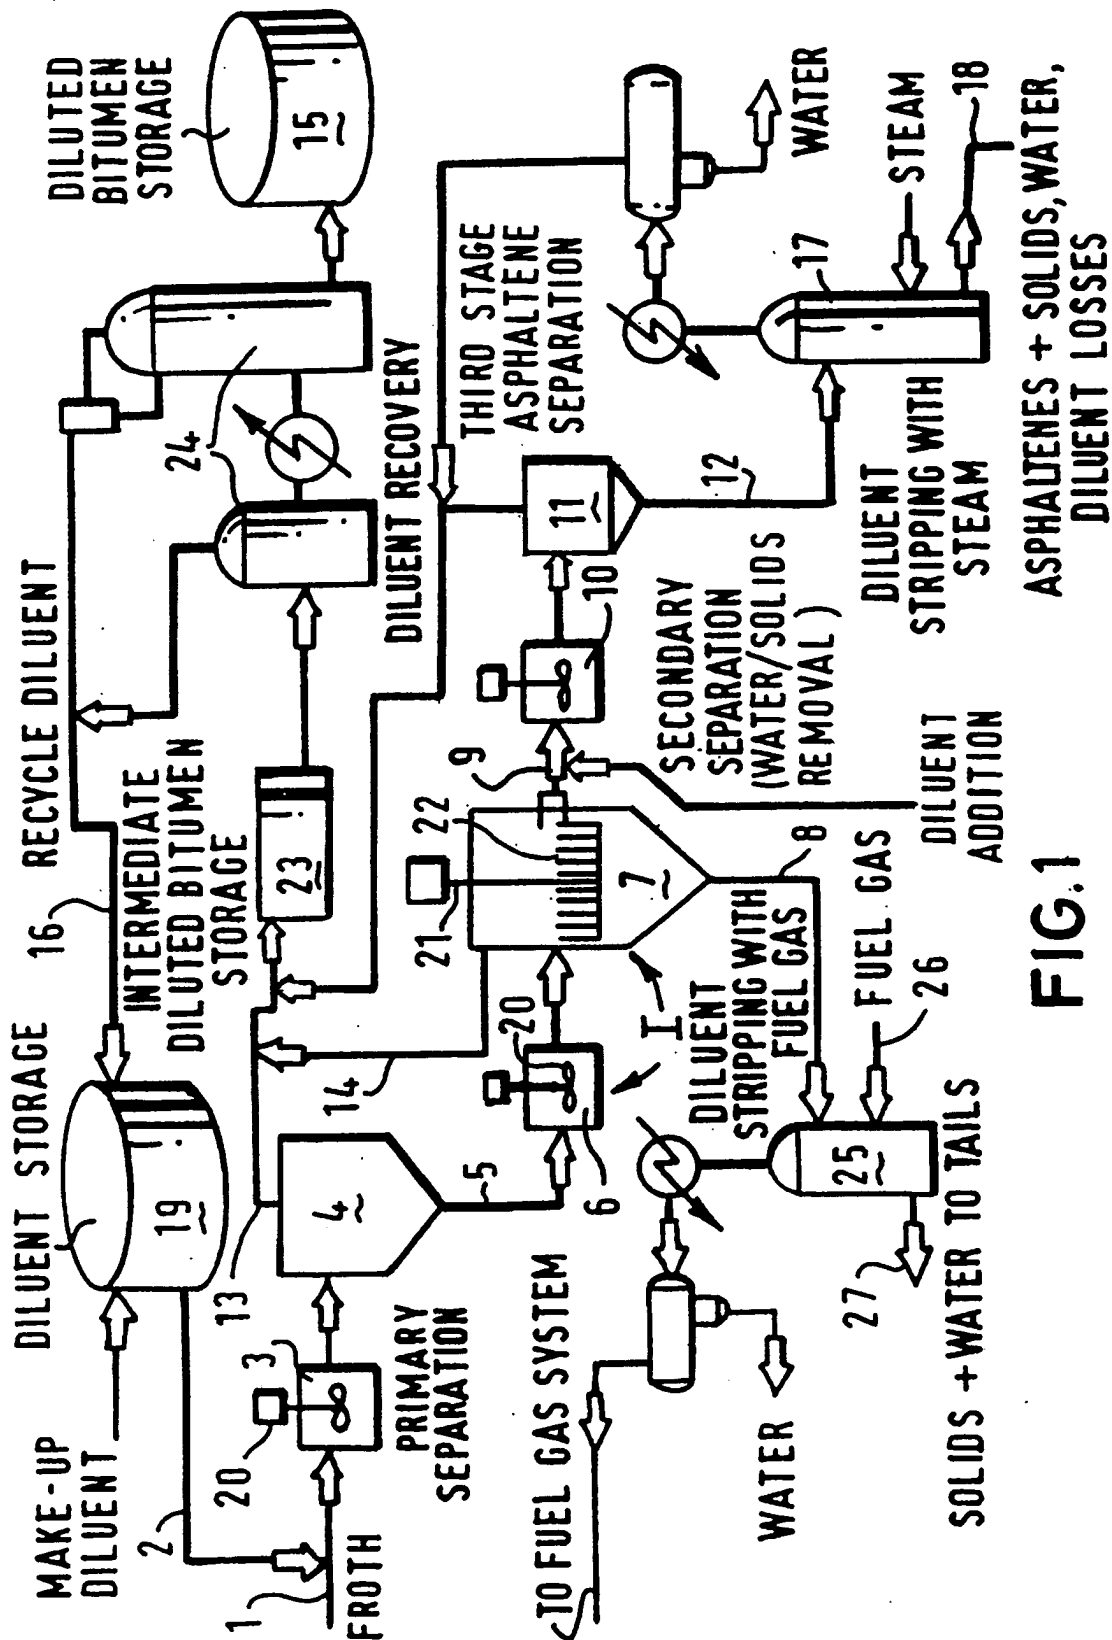 MAKE-UP
DILUENT
DILUENT STORAGE
19
16
RECYCLE DILUENT
DILUTED
BITUMEN
STORAGE
15
2
1
FROTH
20
3
PRIMARY
SEPARATION
13
4
5
14
INTERMEDIATE
DILUTED BITUMEN
STORAGE
23
24
DILUENT RECOVERY
6
20
I
21
22
7
9
10
SECONDARY
SEPARATION
(WATER/SOLIDS
REMOVAL)
11
THIRD STAGE
ASPHALTENE
SEPARATION
12
DILUENT
ADDITION
8
DILUENT
STRIPPING WITH
FUEL GAS
FUEL GAS
26
25
27
SOLIDS + WATER TO TAILS
TO FUEL GAS SYSTEM
WATER
DILUENT
STRIPPING WITH
STEAM
17
STEAM
18
WATER
ASPHALTENES + SOLIDS, WATER,
DILUENT LOSSES
FIG. 1